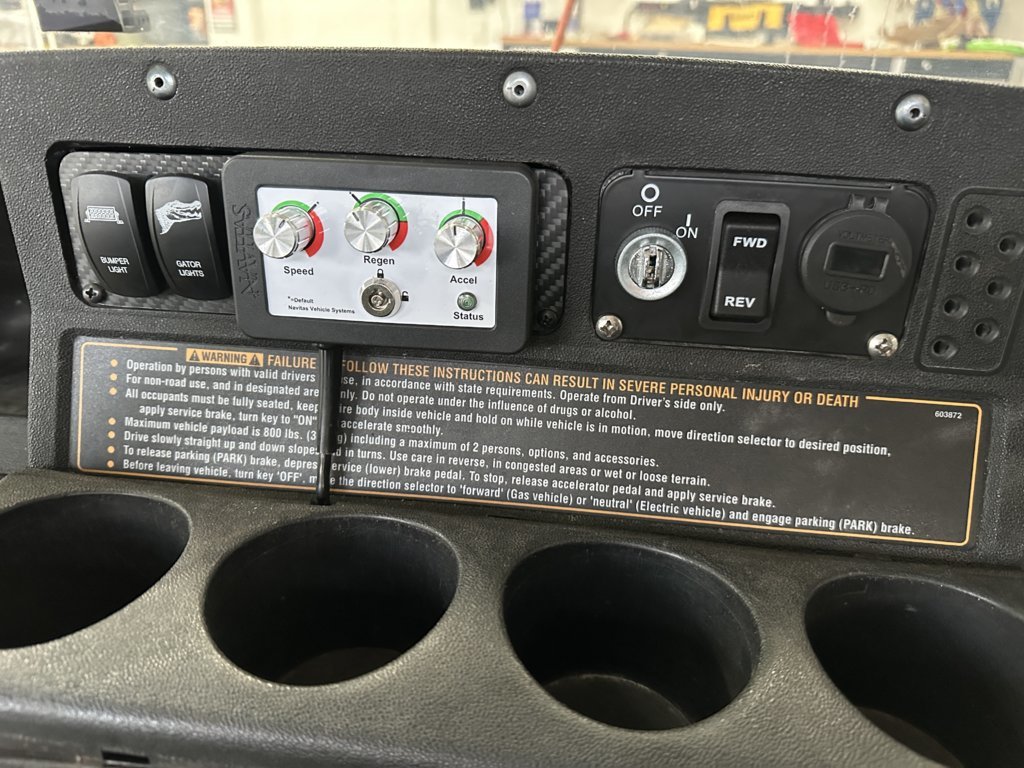 BUMPER
LIGHT
GATOR
LIGHTS
NAVITAS
Speed
Regen
Accel
*=Default
Navitas Vehicle Systems
Status
OFF
ON
FWD
REV
VOLTMETER
WARNING FAILURE FOLLOW THESE INSTRUCTIONS CAN RESULT IN SEVERE PERSONAL INJURY OR DEATH
603872
Operation by persons with valid drivers se, in accordance with state requirements. Operate from Driver's side only.
For non-road use, and in designated are nly. Do not operate under the influence of drugs or alcohol.
All occupants must be fully seated, keep ire body inside vehicle and hold on while vehicle is in motion, move direction selector to desired position,
apply service brake, turn key to "ON" accelerate smoothly.
Maximum vehicle payload is 800 lbs. (3 g) including a maximum of 2 persons, options, and accessories.
Drive slowly straight up and down slope in turns. Use care in reverse, in congested areas or wet or loose terrain.
To release parking (PARK) brake, depres service (lower) brake pedal. To stop, release accelerator pedal and apply service brake.
Before leaving vehicle, turn key 'OFF', m the direction selector to 'forward' (Gas vehicle) or 'neutral' (Electric vehicle) and engage parking (PARK) brake.